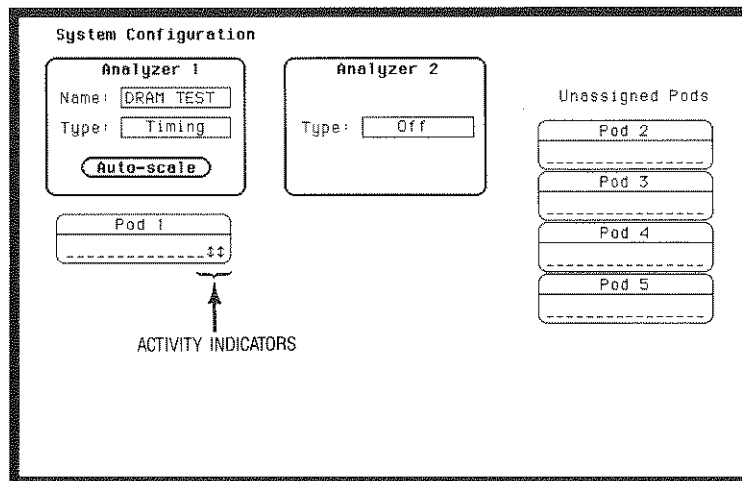 System Configuration
Analyzer 1
Name: DRAM TEST
Type: Timing
Auto-scale
Analyzer 2
Type: Off
Unassigned Pods
Pod 2
----------------
Pod 3
----------------
Pod 4
----------------
Pod 5
----------------
Pod 1
--------------↕↕
ACTIVITY INDICATORS